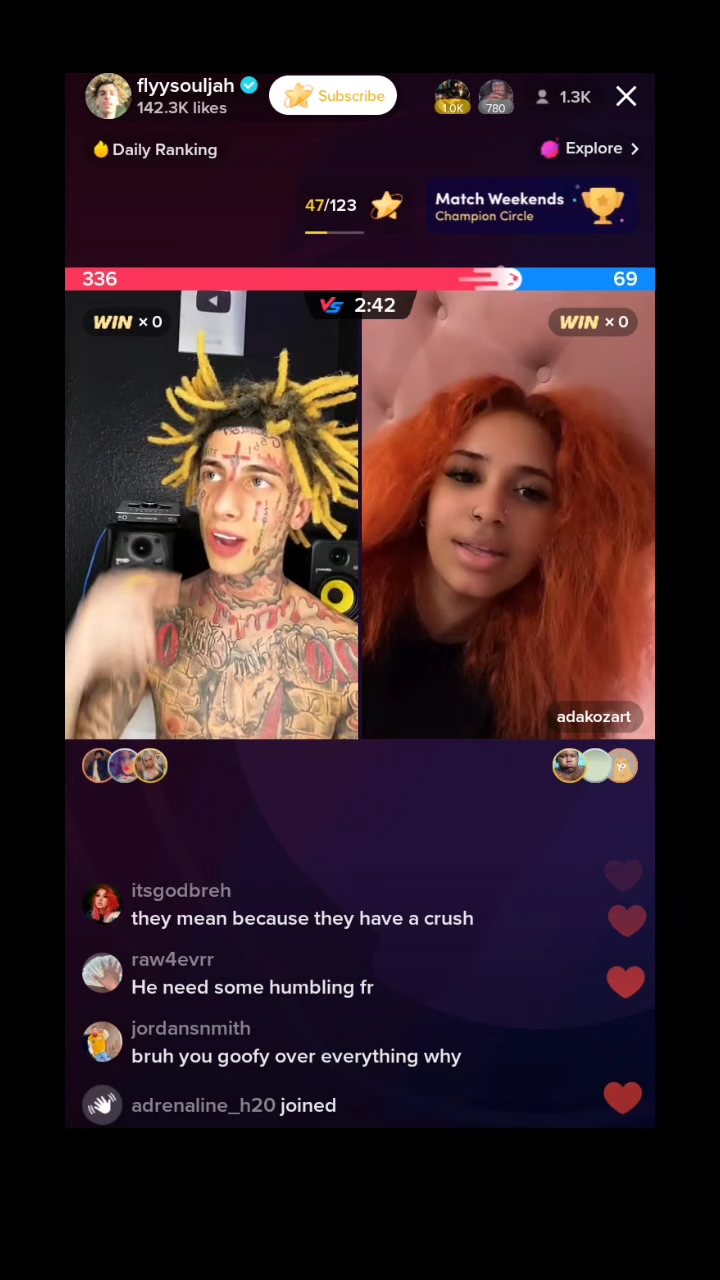 flyysouljah
142.3K likes
Subscribe
1.0K
780
1.3K
Daily Ranking
Explore
47/123
Match Weekends
Champion Circle
336
69
VS 2:42
WIN × 0
WIN × 0
adakozart
itsgodbreh
they mean because they have a crush
raw4evrr
He need some humbling fr
jordansnmith
bruh you goofy over everything why
adrenaline_h20 joined